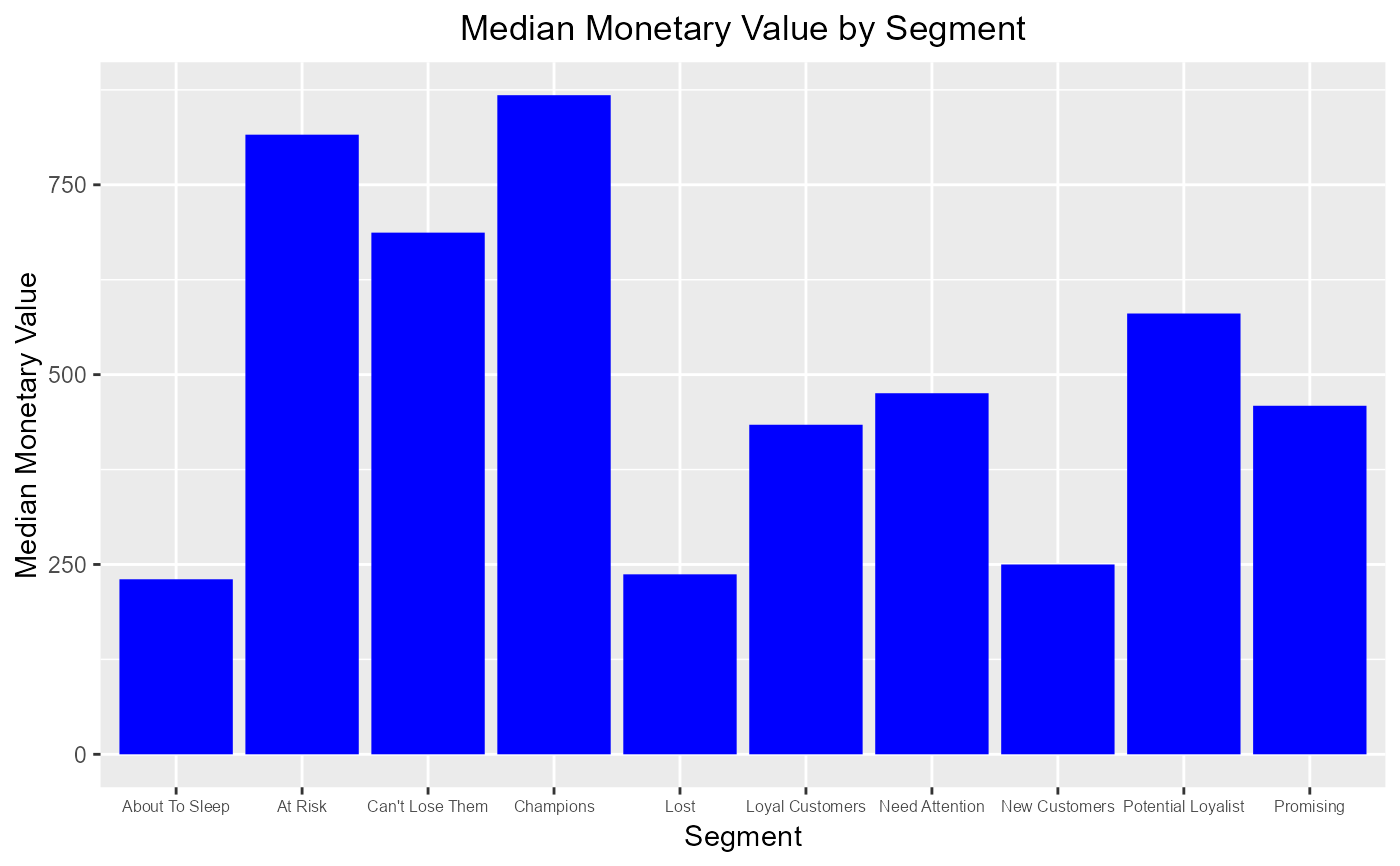 Median Monetary Value by Segment
Median Monetary Value
750
500
250
0
About To Sleep
At Risk
Can't Lose Them
Champions
Lost
Loyal Customers
Need Attention
New Customers
Potential Loyalist
Promising
Segment